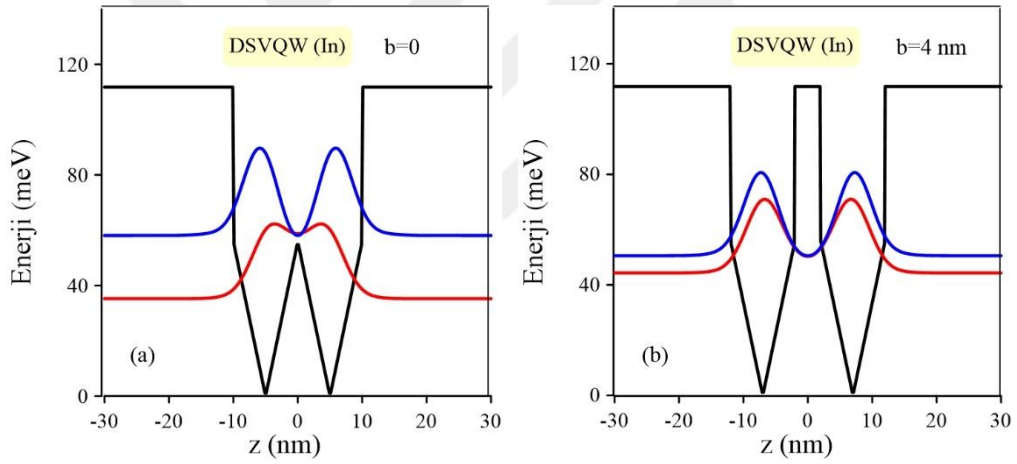 DSVQW (In) b=0
120
80
40
0
Enerji (meV)
(a)
-30 -20 -10 0 10 20 30
z (nm)
DSVQW (In) b=4 nm
120
80
40
0
Enerji (meV)
(b)
-30 -20 -10 0 10 20 30
z (nm)